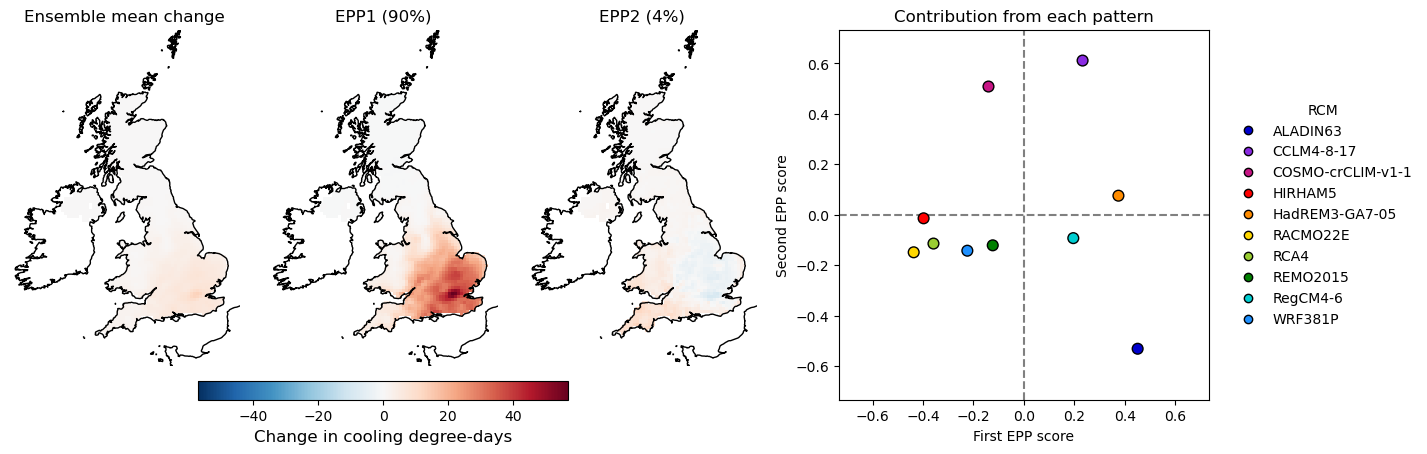 Ensemble mean change
EPP1 (90%)
EPP2 (4%)
−40
−20
0
20
40
Change in cooling degree-days
Contribution from each pattern
Second EPP score
0.6
0.4
0.2
0.0
−0.2
−0.4
−0.6
−0.6
−0.4
−0.2
0.0
0.2
0.4
0.6
First EPP score
RCM
ALADIN63
CCLM4-8-17
COSMO-crCLIM-v1-1
HIRHAM5
HadREM3-GA7-05
RACMO22E
RCA4
REMO2015
RegCM4-6
WRF381P